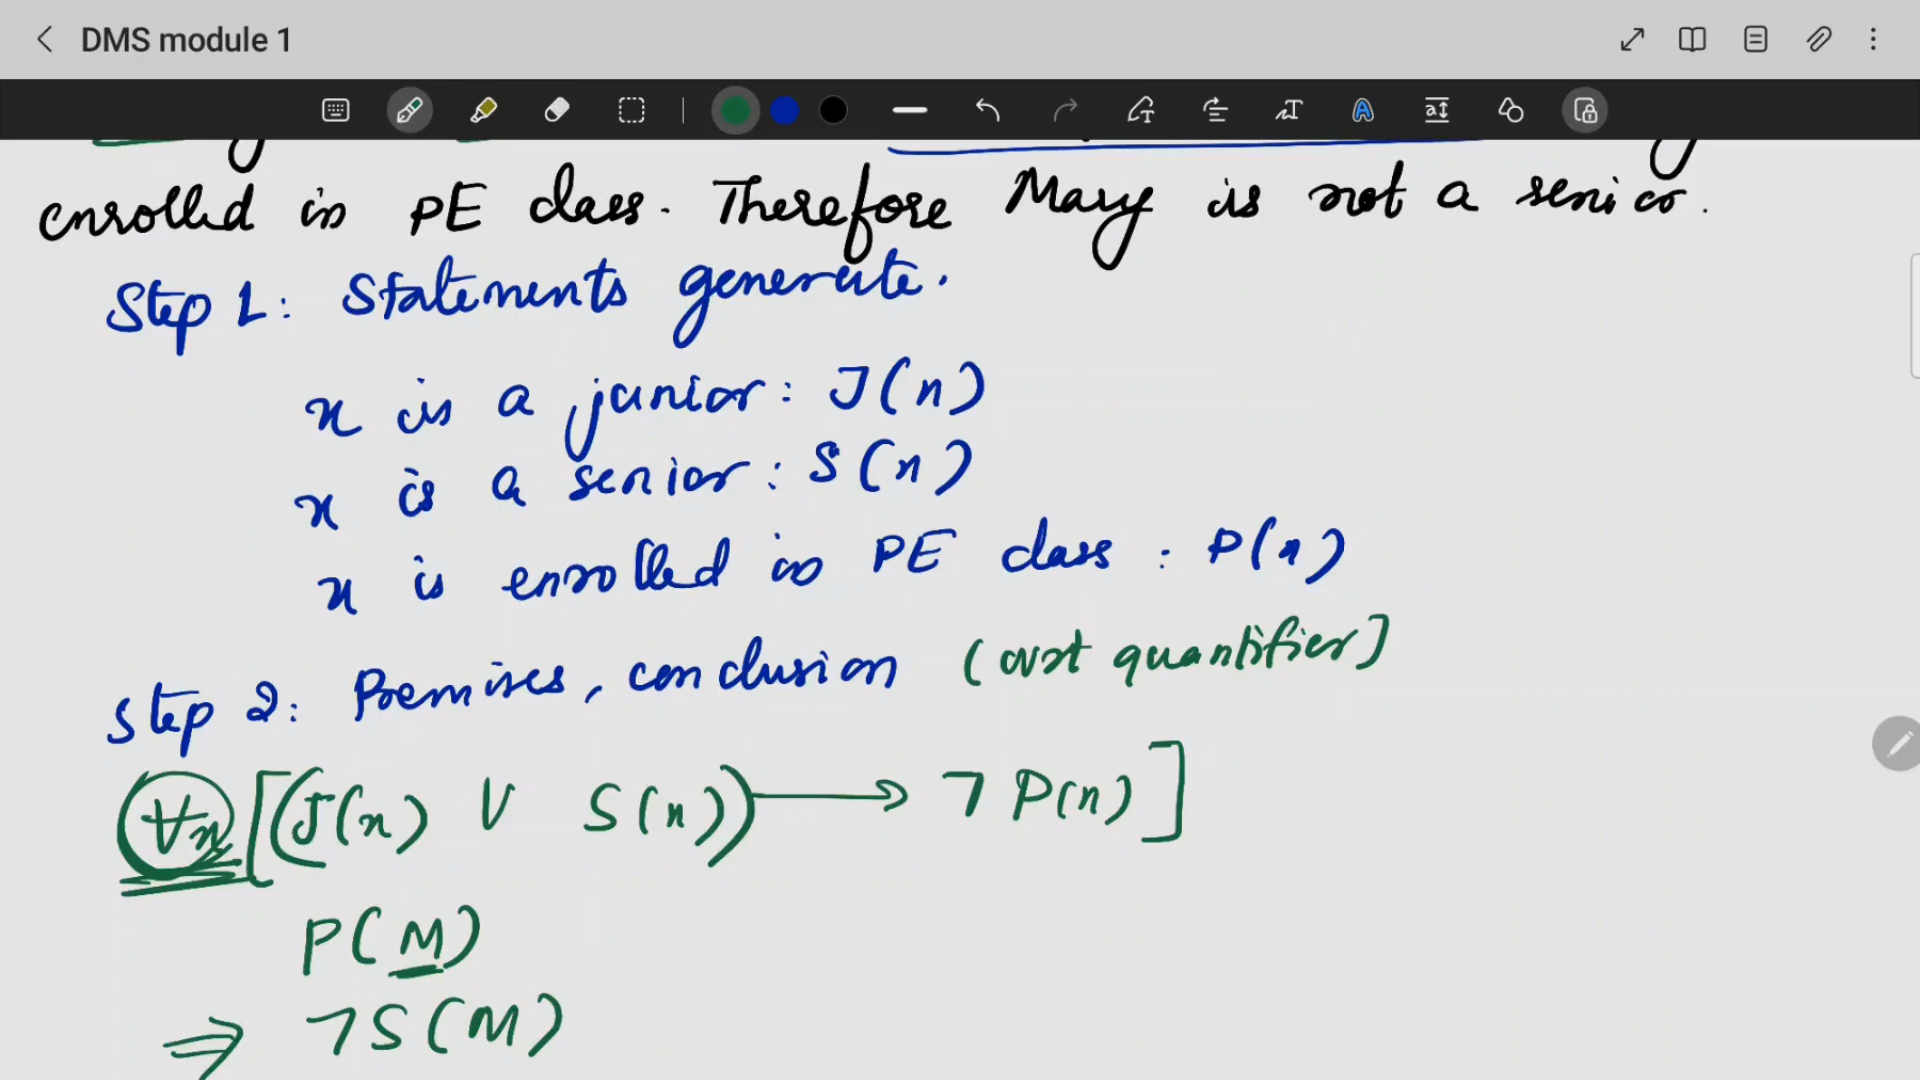 DMS module 1
enrolled in PE class. Therefore Mary is not a senior.
Step 1: Statements generate.
x is a junior: J(x)
x is a senior: S(x)
x is enrolled in PE class : P(x)
Step 2: Premises, conclusion (wrt quantifier]
∀x [(J(x) V S(x)) → ¬ P(x)]
P(M)
⇒ ¬S(M)